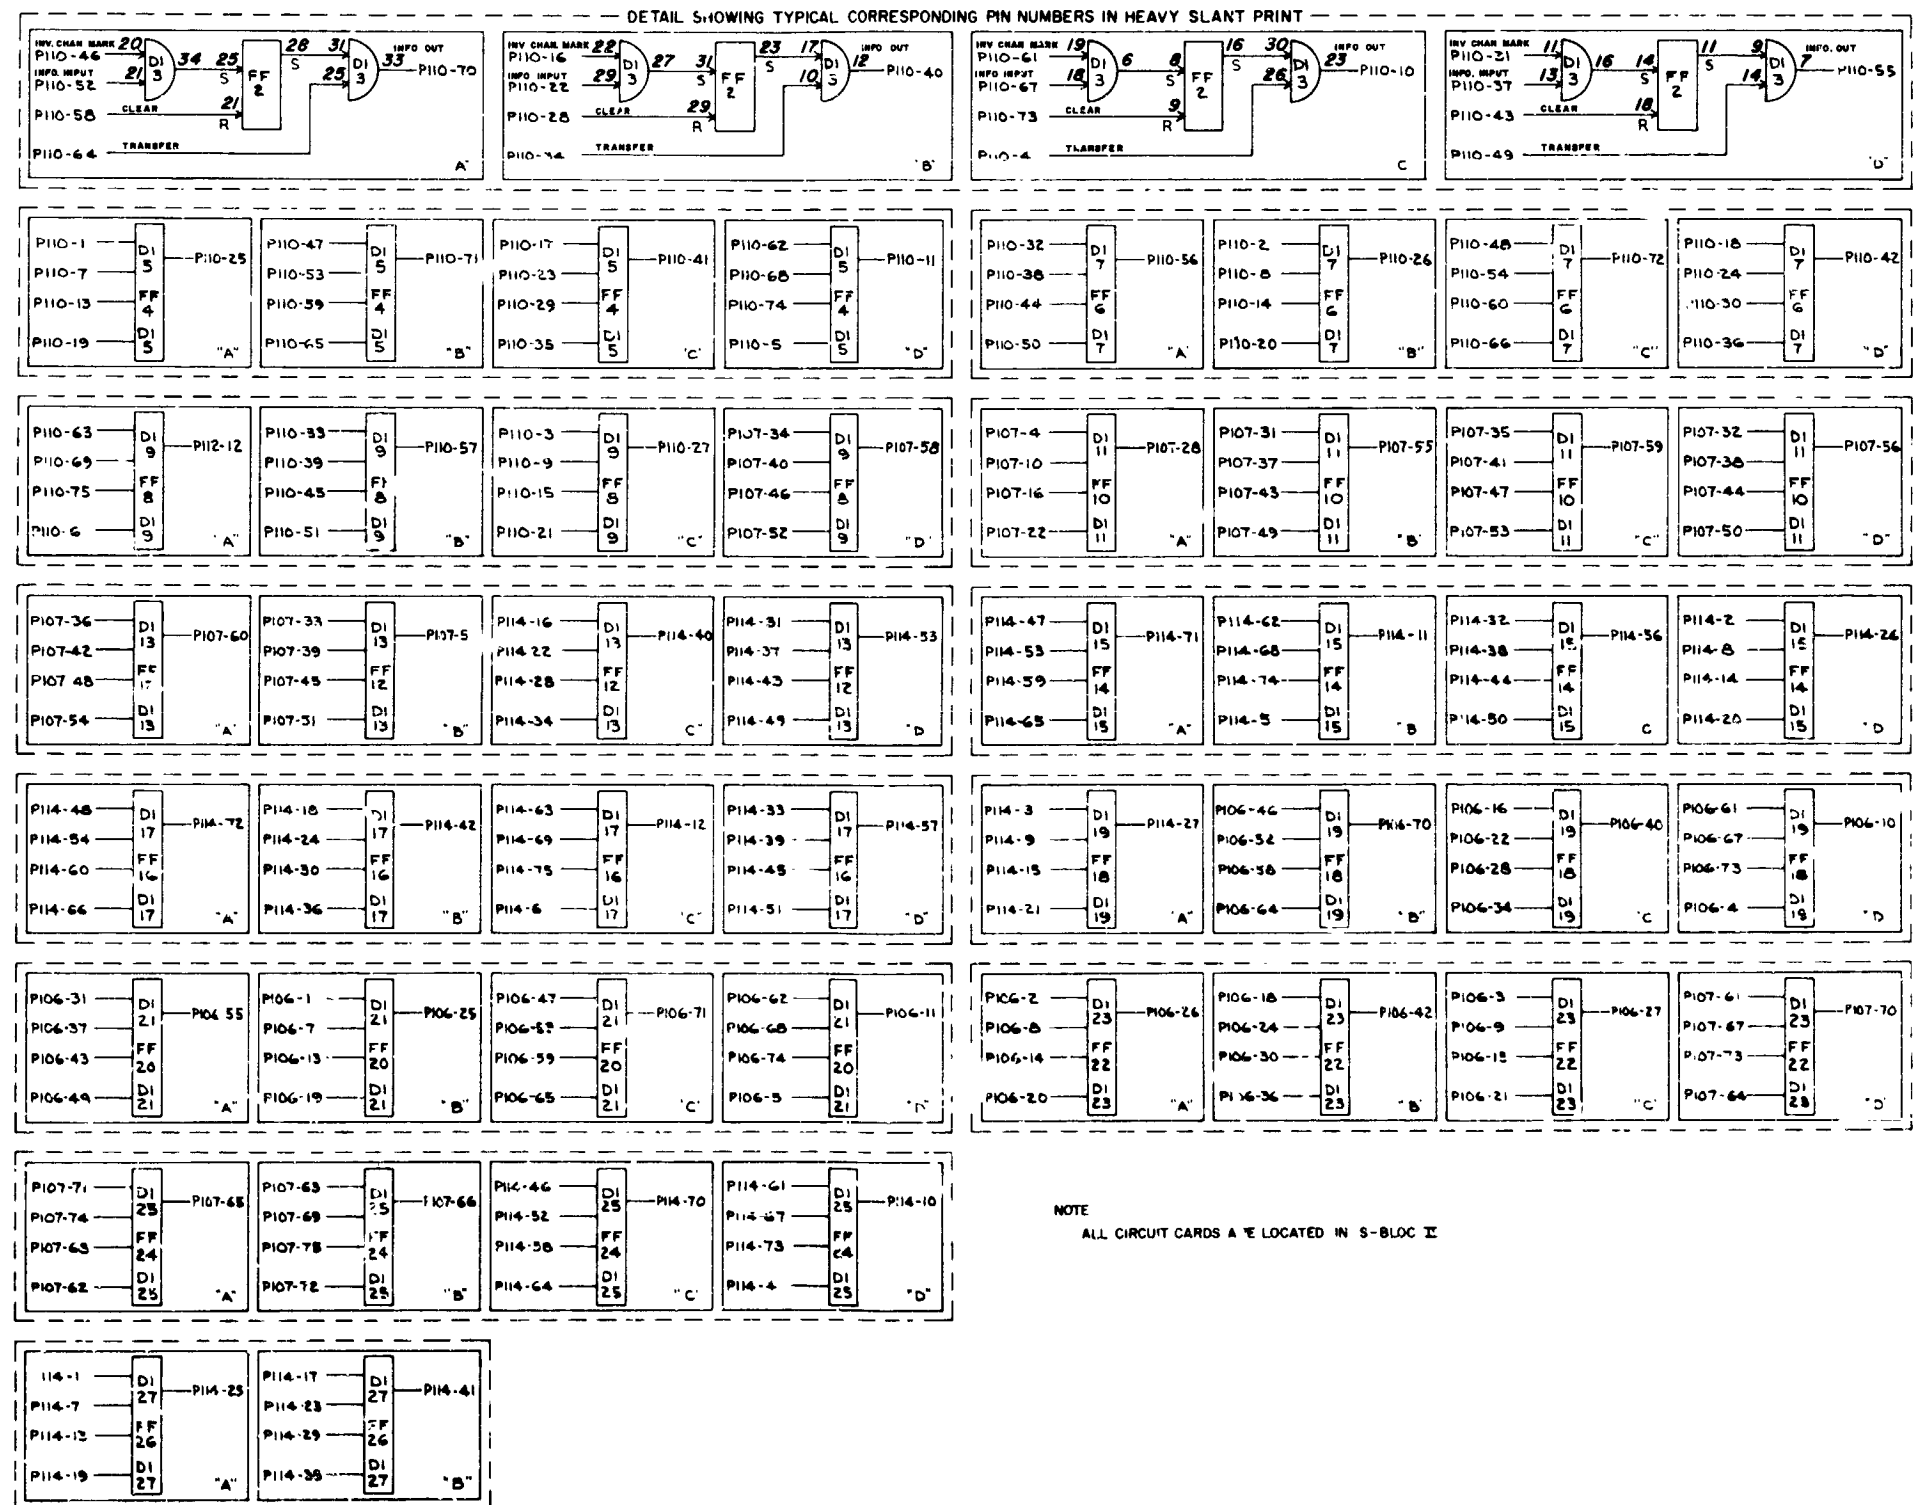 DETAIL SHOWING TYPICAL CORRESPONDING PIN NUMBERS IN HEAVY SLANT PRINT
INV. CHAN MARK 20
P110-46
INFO. INPUT 21
P110-52
DI 3
34 25
S
FF 2
28 31
S
25
DI 3
INFO OUT
33 P110-70
P110-58 CLEAR 21
R
P110-64 TRANSFER
"A"
INV CHAN. MARK 22
P110-16
INFO INPUT 29
P110-22
DI 3
27 31
S
FF 2
23 17
S
10
DI
INFO OUT
12 P110-40
P110-28 CLEAR 29
R
TRANSFER
"B"
INV CHAN MARK 19
P110-61
INFO INPUT 18
P110-67
DI 3
6 8
S
FF 2
16 30
S
26
DI 3
INFO OUT
23 P110-10
P110-73 CLEAR 9
R
P110-4 TRANSFER
C
INV CHAN MARK 11
P110-31
INFO. INPUT 13
P110-37
DI 3
16 14
S
FF 2
11 9
S
14
DI 3
INFO. OUT
7 P110-55
P110-43 CLEAR 18
R
P110-49 TRANSFER
"D"
P110-1
P110-7
P110-13
P110-19
DI 5
FF 4
DI 5
P110-25
"A"
P110-47
P110-53
P110-59
P110-65
DI 5
FF 4
DI 5
P110-71
"B"
P110-17
P110-23
P110-29
P110-35
DI 5
FF 4
DI 5
P110-41
"C"
P110-62
P110-68
P110-74
P110-5
DI 5
FF 4
DI 5
P110-11
"D"
P110-32
P110-38
P110-44
P110-50
DI 7
FF 6
DI 7
P110-56
"A"
P110-2
P110-8
P110-14
P110-20
DI 7
FF 6
DI 7
P110-26
"B"
P110-48
P110-54
P110-60
P110-66
DI 7
FF 6
DI 7
P110-72
"C"
P110-18
P110-24
P110-30
P110-36
DI 7
FF 6
DI 7
P110-42
"D"
P110-63
P110-69
P110-75
P110-6
DI 9
FF 8
DI 9
P112-12
"A"
P110-33
P110-39
P110-45
P110-51
DI 9
FF 8
DI 9
P110-57
"B"
P110-3
P110-9
P110-15
P110-21
DI 9
FF 8
DI 9
P110-27
"C"
P107-34
P107-40
P107-46
P107-52
DI 9
FF 8
DI 9
P107-58
"D"
P107-4
P107-10
P107-16
P107-22
DI 11
FF 10
DI 11
P107-28
"A"
P107-31
P107-37
P107-43
P107-49
DI 11
FF 10
DI 11
P107-55
"B"
P107-35
P107-41
P107-47
P107-53
DI 11
FF 10
DI 11
P107-59
"C"
P107-32
P107-38
P107-44
P107-50
DI 11
FF 10
DI 11
P107-56
"D"
P107-36
P107-42
P107 48
P107-54
DI 13
FF
DI 13
P107-60
"A"
P107-33
P107-39
P107-45
P107-51
DI 13
FF 12
DI 13
P107-5
"B"
P114-16
P114-22
P114-28
P114-34
DI 13
FF 12
DI 13
P114-40
C"
P114-31
P114-37
P114-43
P114-49
DI 13
FF 12
DI 13
P114-53
"D
P114-47
P114-53
P114-59
P114-65
DI 15
FF 14
DI 15
P114-71
"A"
P114-62
P114-68
P114-74
P114-5
DI 15
FF 14
DI 15
P114-11
"B
P114-32
P114-38
P114-44
P114-50
DI 15
FF 14
DI 15
P114-56
C
P114-2
P114-8
P114-14
P114-20
DI 15
FF 14
DI 15
P114-26
"D
P114-48
P114-54
P114-60
P114-66
DI 17
FF 16
DI 17
P114-72
"A"
P114-18
P114-24
P114-30
P114-36
DI 17
FF 16
DI 17
P114-42
"B"
P114-63
P114-69
P114-75
P114-6
DI 17
FF 16
DI 17
P114-12
"C"
P114-33
P114-39
P114-45
P114-51
DI 17
FF 16
DI 17
P114-57
"D"
P114-3
P114-9
P114-15
P114-21
DI 19
FF 18
DI 19
P114-27
"A"
P106-46
P106-52
P106-58
P106-64
DI 19
FF 18
DI 19
P106-70
"B"
P106-16
P106-22
P106-28
P106-34
DI 19
FF 18
DI 19
P106-40
"C
P106-61
P106-67
P106-73
P106-4
DI 19
FF 18
DI 19
P106-10
"D
P106-31
P106-37
P106-43
P106-49
DI 21
FF 20
DI 21
P106 55
"A"
P106-1
P106-7
P106-13
P106-19
DI 21
FF 20
DI 21
P106-25
"B"
P106-47
P106-53
P106-59
P106-65
DI 21
FF 20
DI 21
P106-71
"C"
P106-62
P106-68
P106-74
P106-5
DI 21
FF 20
DI 21
P106-11
"D"
P106-2
P106-8
P106-14
P106-20
DI 23
FF 22
DI 23
P106-26
"A"
P106-18
P106-24
P106-30
DI 23
FF 22
DI 23
P106-42
"B"
P106-3
P106-9
P106-15
P106-21
DI 23
FF 22
DI 23
P106-27
"C"
P107-61
P107-67
P107-73
P107-64
DI 23
FF 22
DI 23
P107-70
"D"
P107-71
P107-74
P107-63
P107-62
DI 25
FF 24
DI 25
P107-65
"A"
P107-63
P107-69
P107-75
P107-72
DI 25
FF 24
DI 25
P107-66
"B"
P114-46
P114-52
P114-58
P114-64
DI 25
FF 24
DI 25
P114-70
"C"
P114-61
P114-67
P114-73
P114-4
DI 25
FF 24
DI 25
P114-10
"D"
NOTE
ALL CIRCUIT CARDS ARE LOCATED IN S-BLOC II
114-1
P114-7
P114-13
P114-19
DI 27
FF 26
DI 27
P114-25
"A"
P114-17
P114-23
P114-29
P114-35
DI 27
FF 26
DI 27
P114-41
"B"